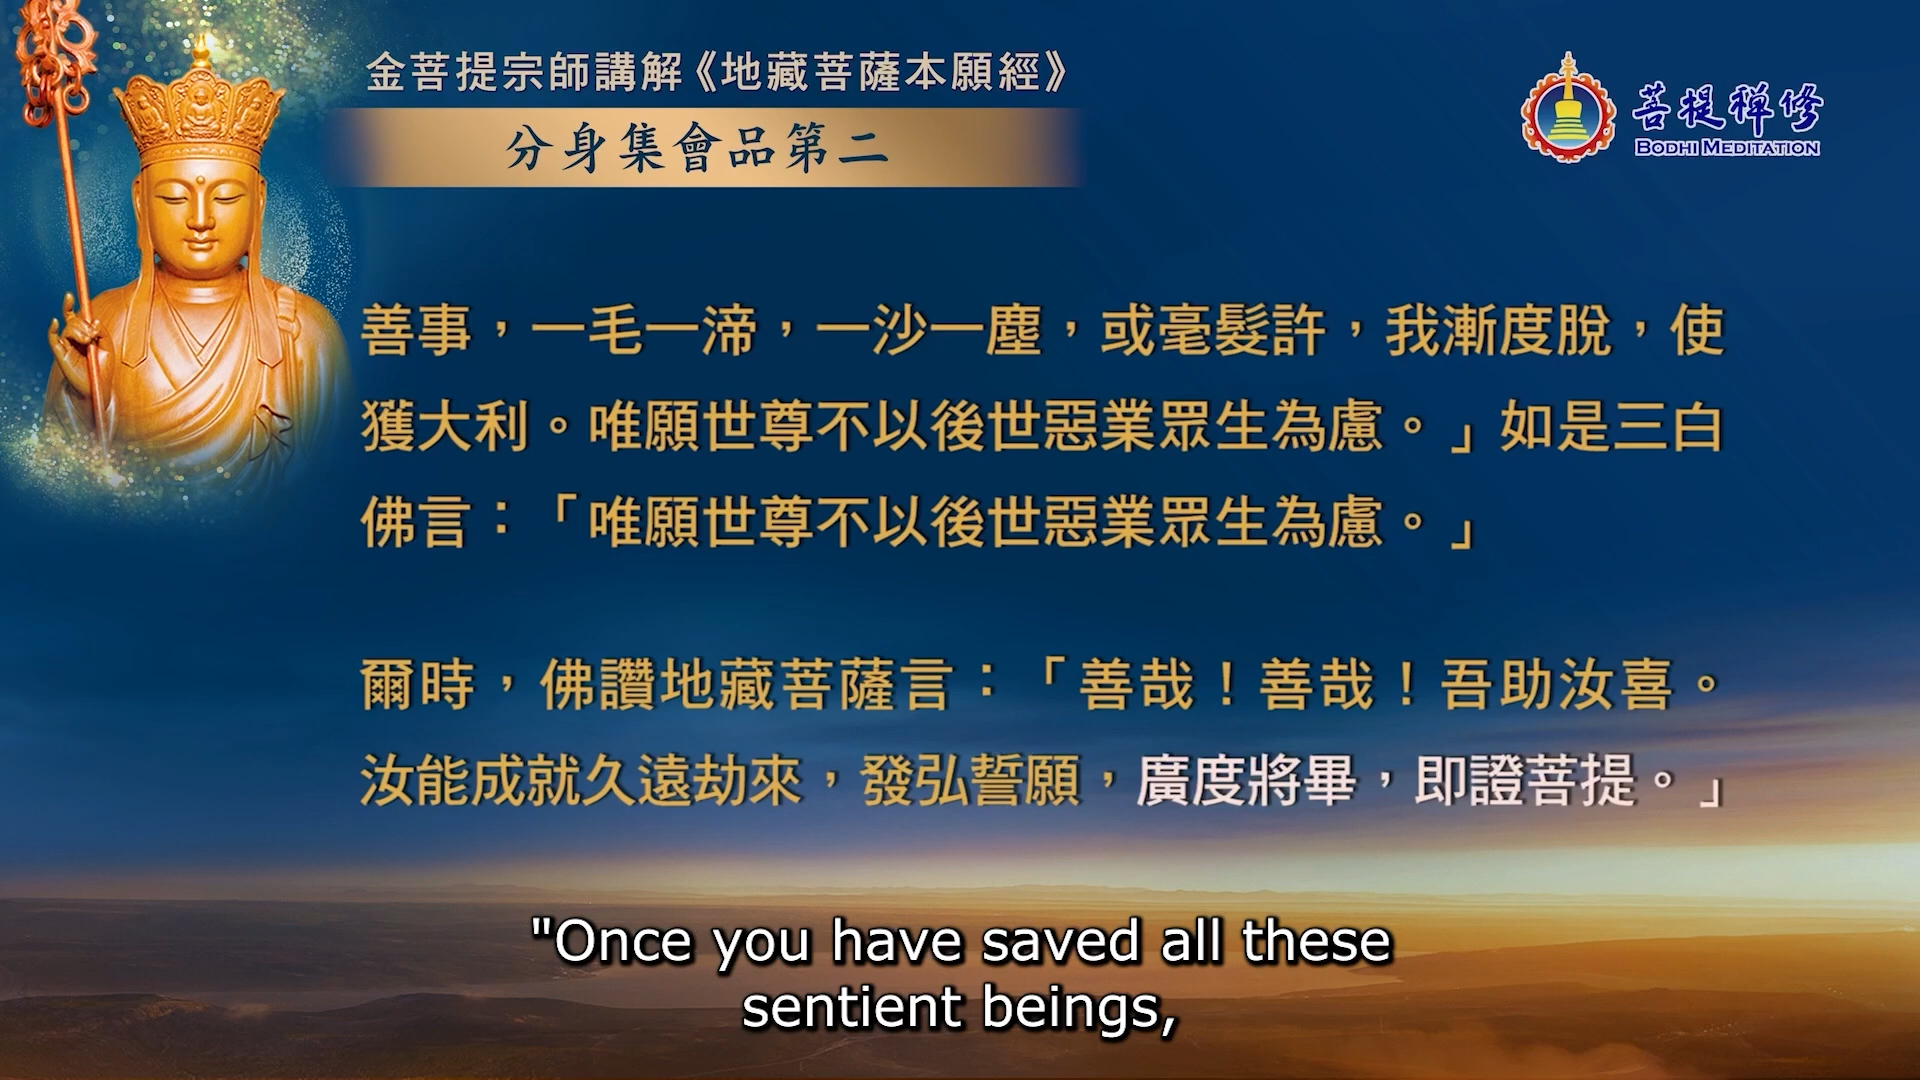 金菩提宗師講解《地藏菩薩本願經》
分身集會品第二
菩提禪修
BODHI MEDITATION
善事，一毛一渧，一沙一塵，或毫髮許，我漸度脫，使
獲大利。唯願世尊不以後世惡業眾生為慮。」如是三白
佛言：「唯願世尊不以後世惡業眾生為慮。」
爾時，佛讚地藏菩薩言：「善哉！善哉！吾助汝喜。
汝能成就久遠劫來，發弘誓願，廣度將畢，即證菩提。」
"Once you have saved all these
sentient beings,